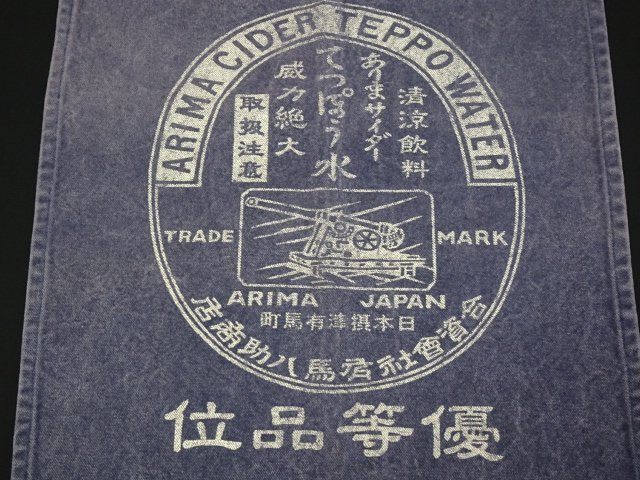 ARIMA CIDER TEPPO WATER
清涼飲料
ありまサイダー
てっぽう水
威力絶大
取扱注意
TRADE MARK
ARIMA JAPAN
町馬有津摂本日
店商助八馬有社會資合
位品等優